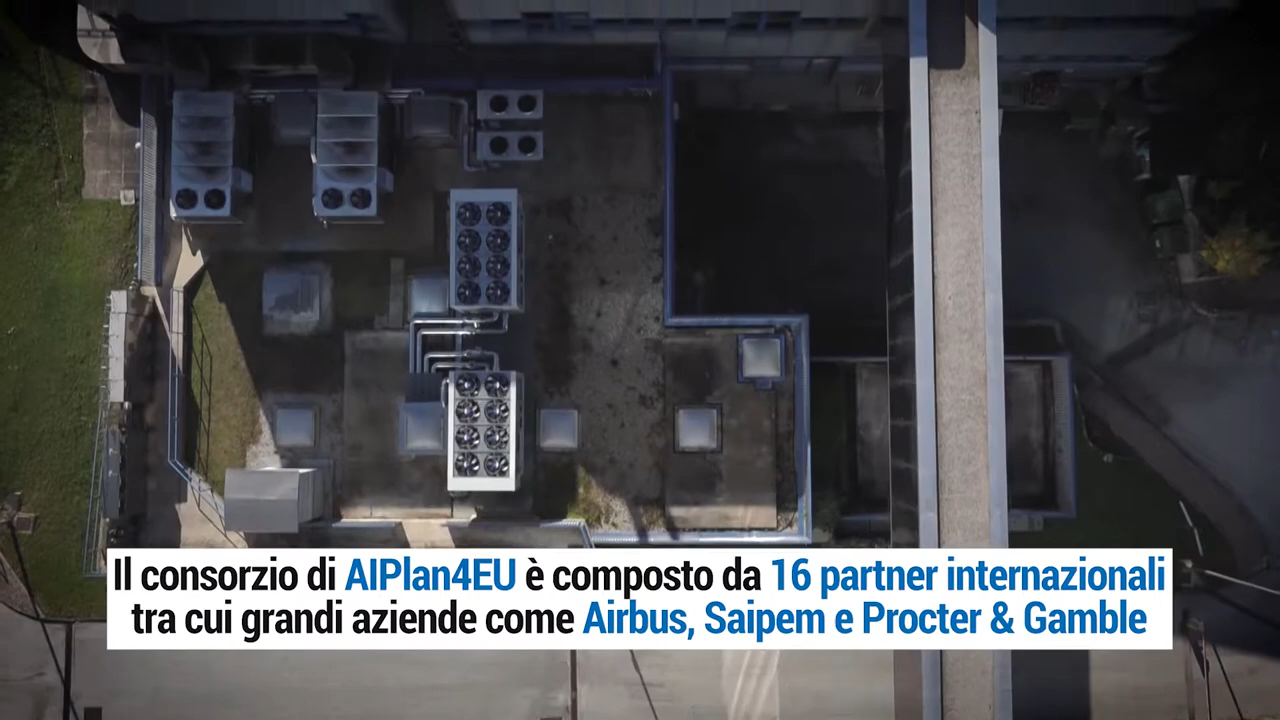 Il consorzio di AIPlan4EU è composto da 16 partner internazionali
tra cui grandi aziende come Airbus, Saipem e Procter & Gamble